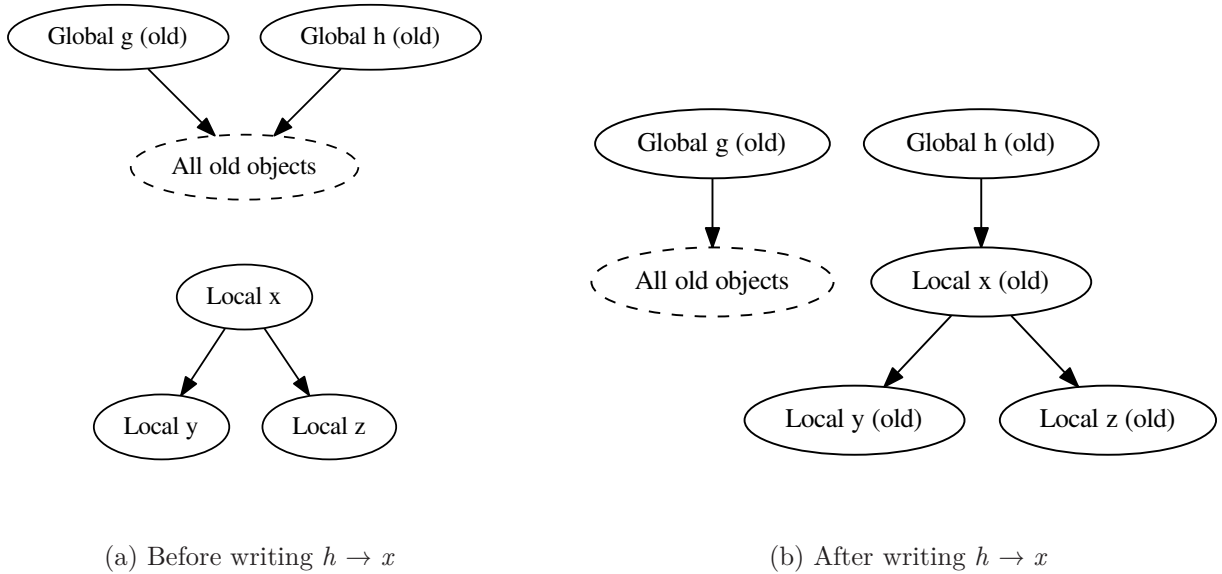 Global g (old)
Global h (old)
All old objects
Local x
Local y
Local z
(a) Before writing h → x
Global g (old)
Global h (old)
All old objects
Local x (old)
Local y (old)
Local z (old)
(b) After writing h → x